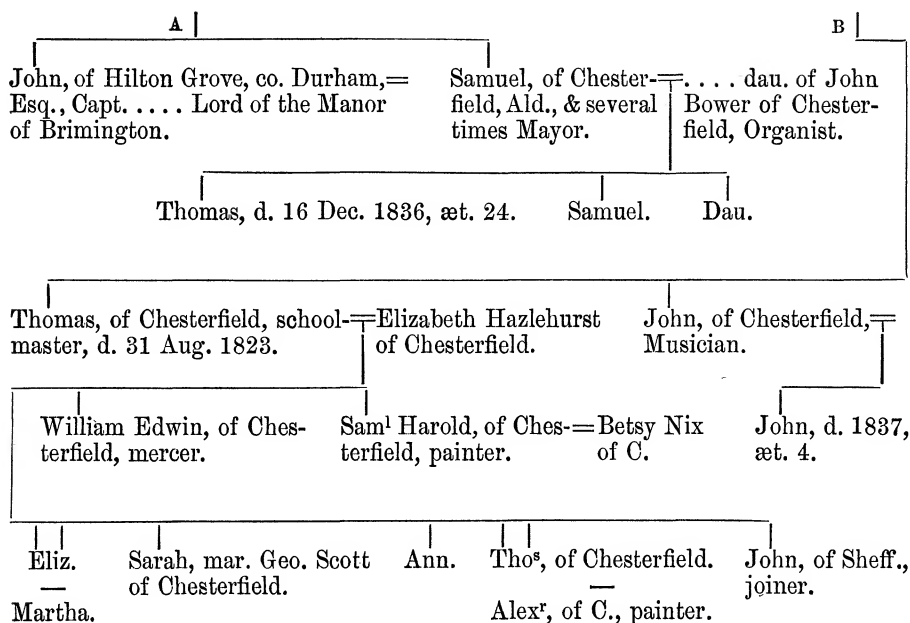 A B
John, of Hilton Grove, co. Durham,=
Esq., Capt. . . . . Lord of the Manor
of Brimington.
Samuel, of Chester-=
field, Ald., & several
times Mayor.
. . . . dau. of John
Bower of Chester-
field, Organist.
Thomas, d. 16 Dec. 1836, æt. 24. Samuel. Dau.
Thomas, of Chesterfield, school-=
master, d. 31 Aug. 1823.
Elizabeth Hazlehurst
of Chesterfield.
John, of Chesterfield,=
Musician.
William Edwin, of Ches-
terfield, mercer.
Samˡ Harold, of Ches-=
terfield, painter.
Betsy Nix
of C.
John, d. 1837,
æt. 4.
Eliz.
—
Martha.
Sarah, mar. Geo. Scott
of Chesterfield.
Ann.
Thoˢ, of Chesterfield.
—
Alexʳ, of C., painter.
John, of Sheff.,
joiner.